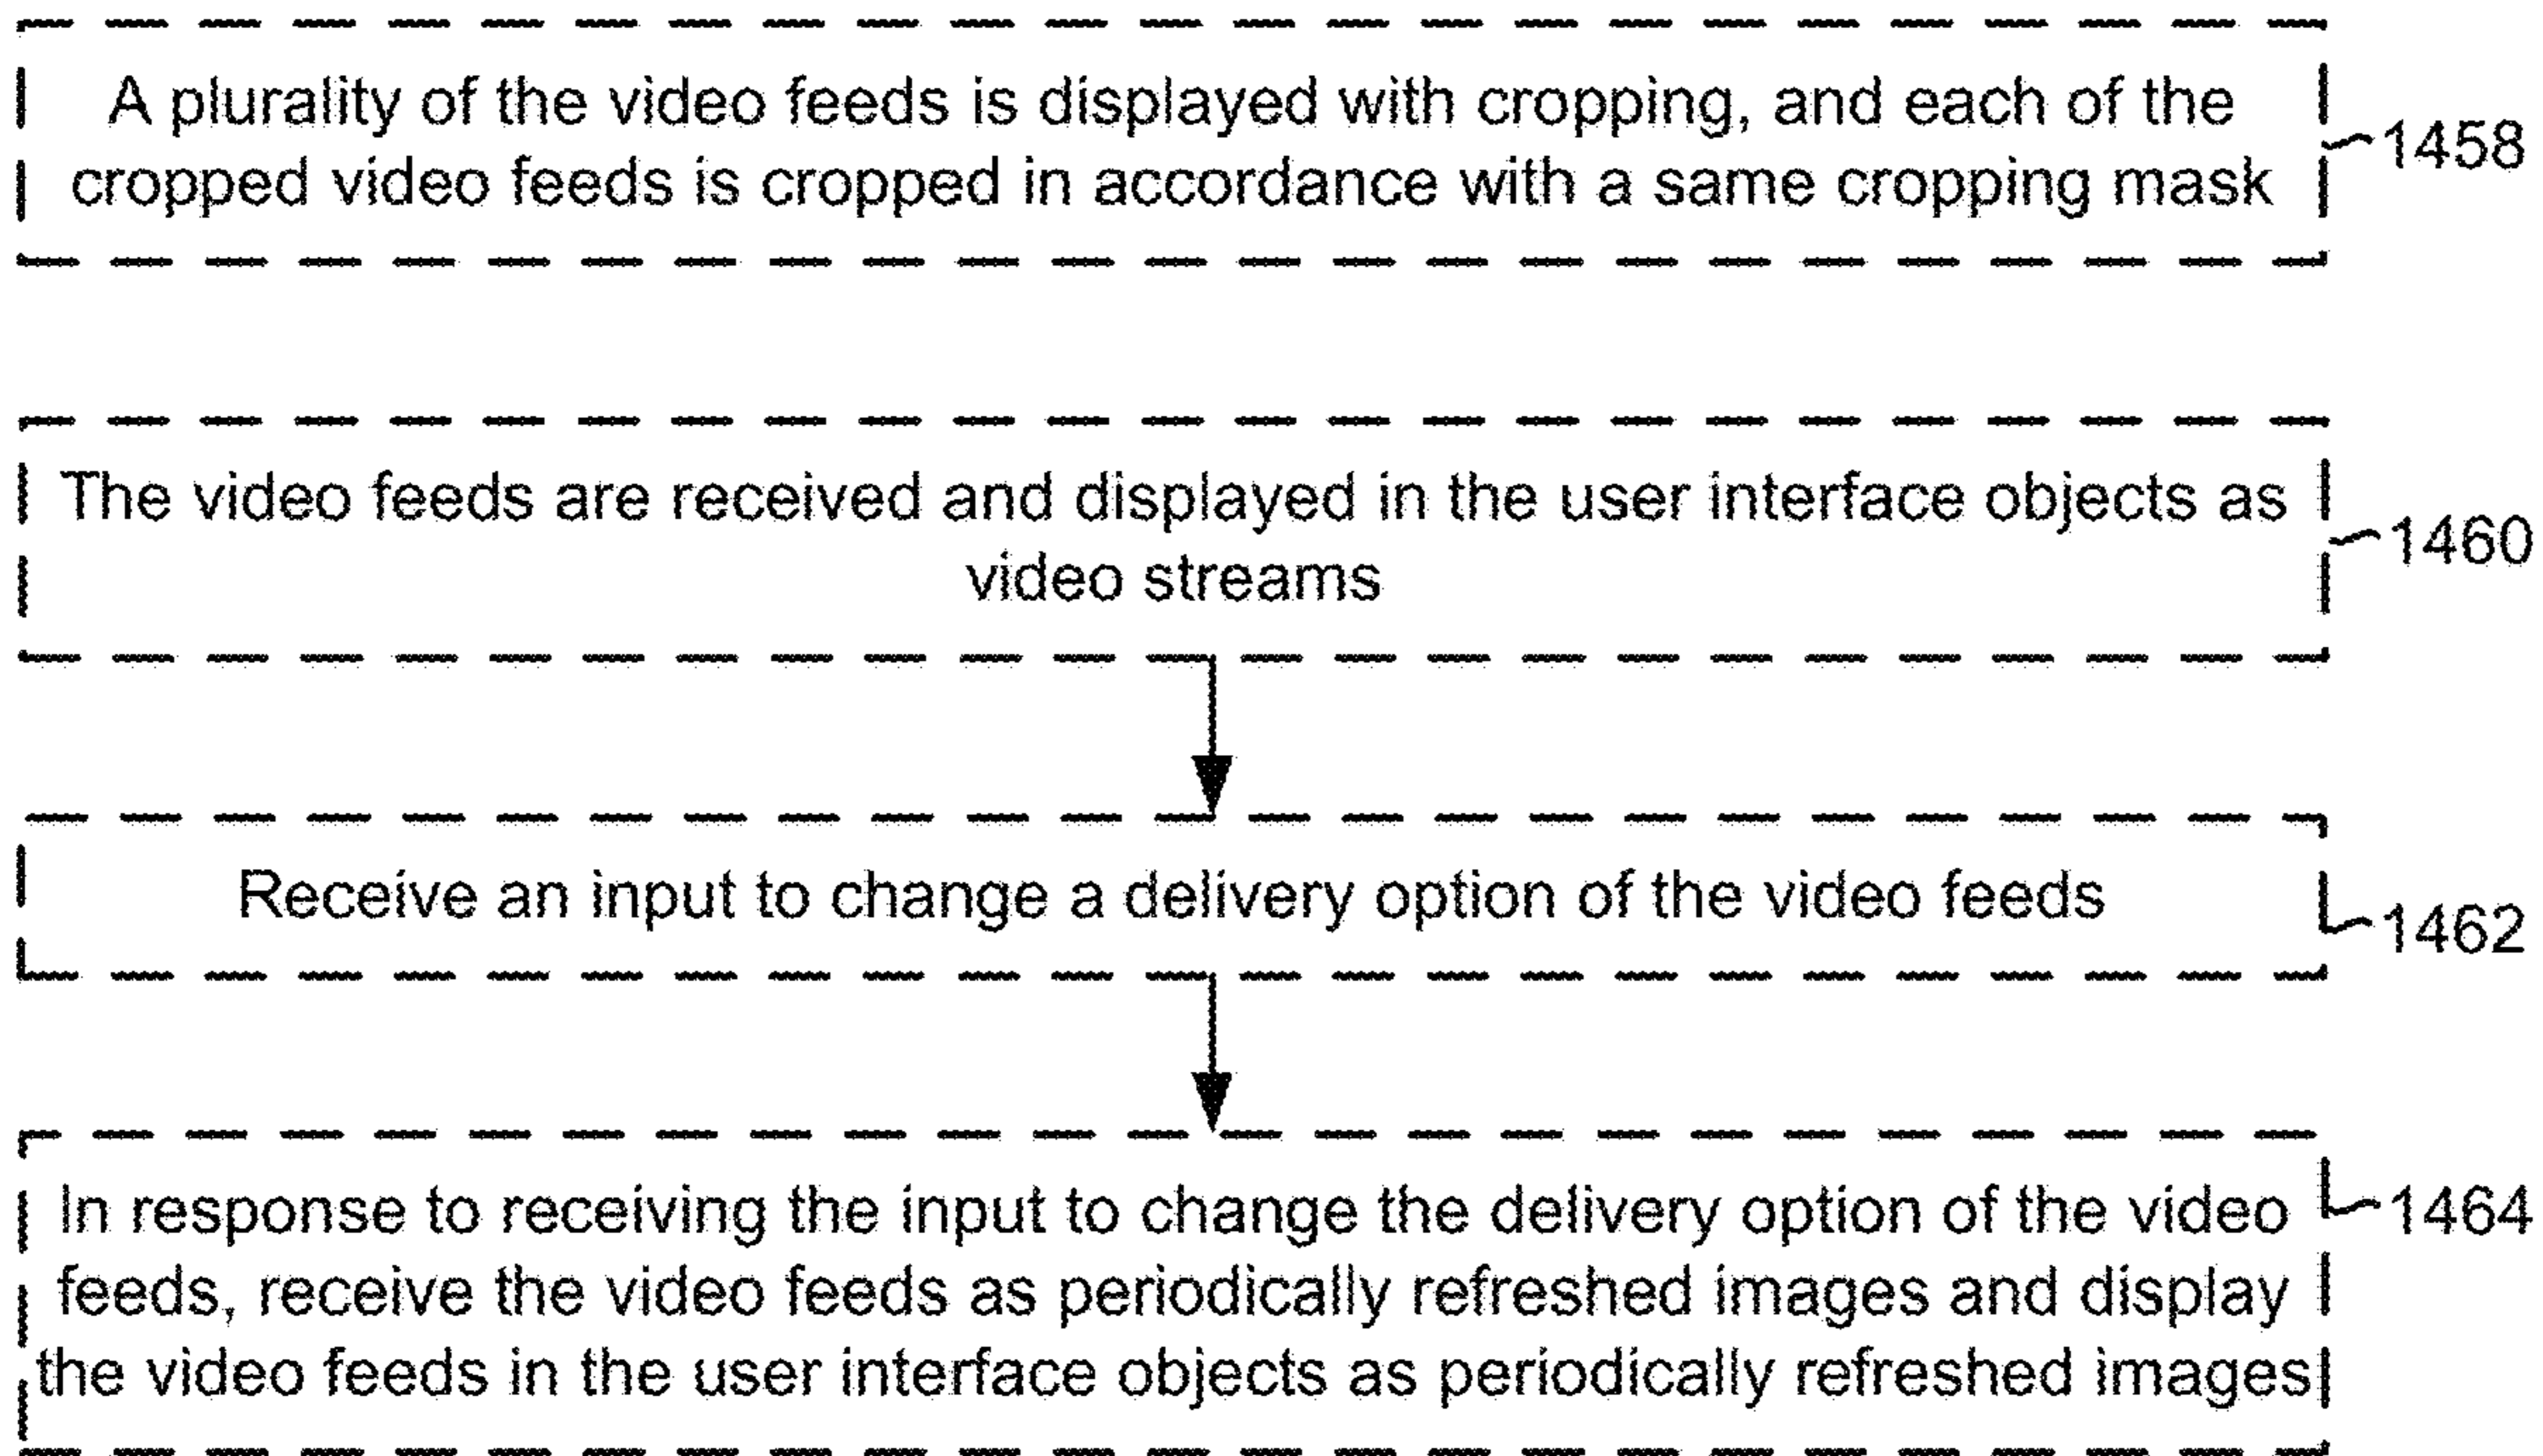 A plurality of the video feeds is displayed with cropping, and each of the
cropped video feeds is cropped in accordance with a same cropping mask
1458
The video feeds are received and displayed in the user interface objects as
video streams
1460
Receive an input to change a delivery option of the video feeds
1462
In response to receiving the input to change the delivery option of the video
feeds, receive the video feeds as periodically refreshed images and display
the video feeds in the user interface objects as periodically refreshed images
1464